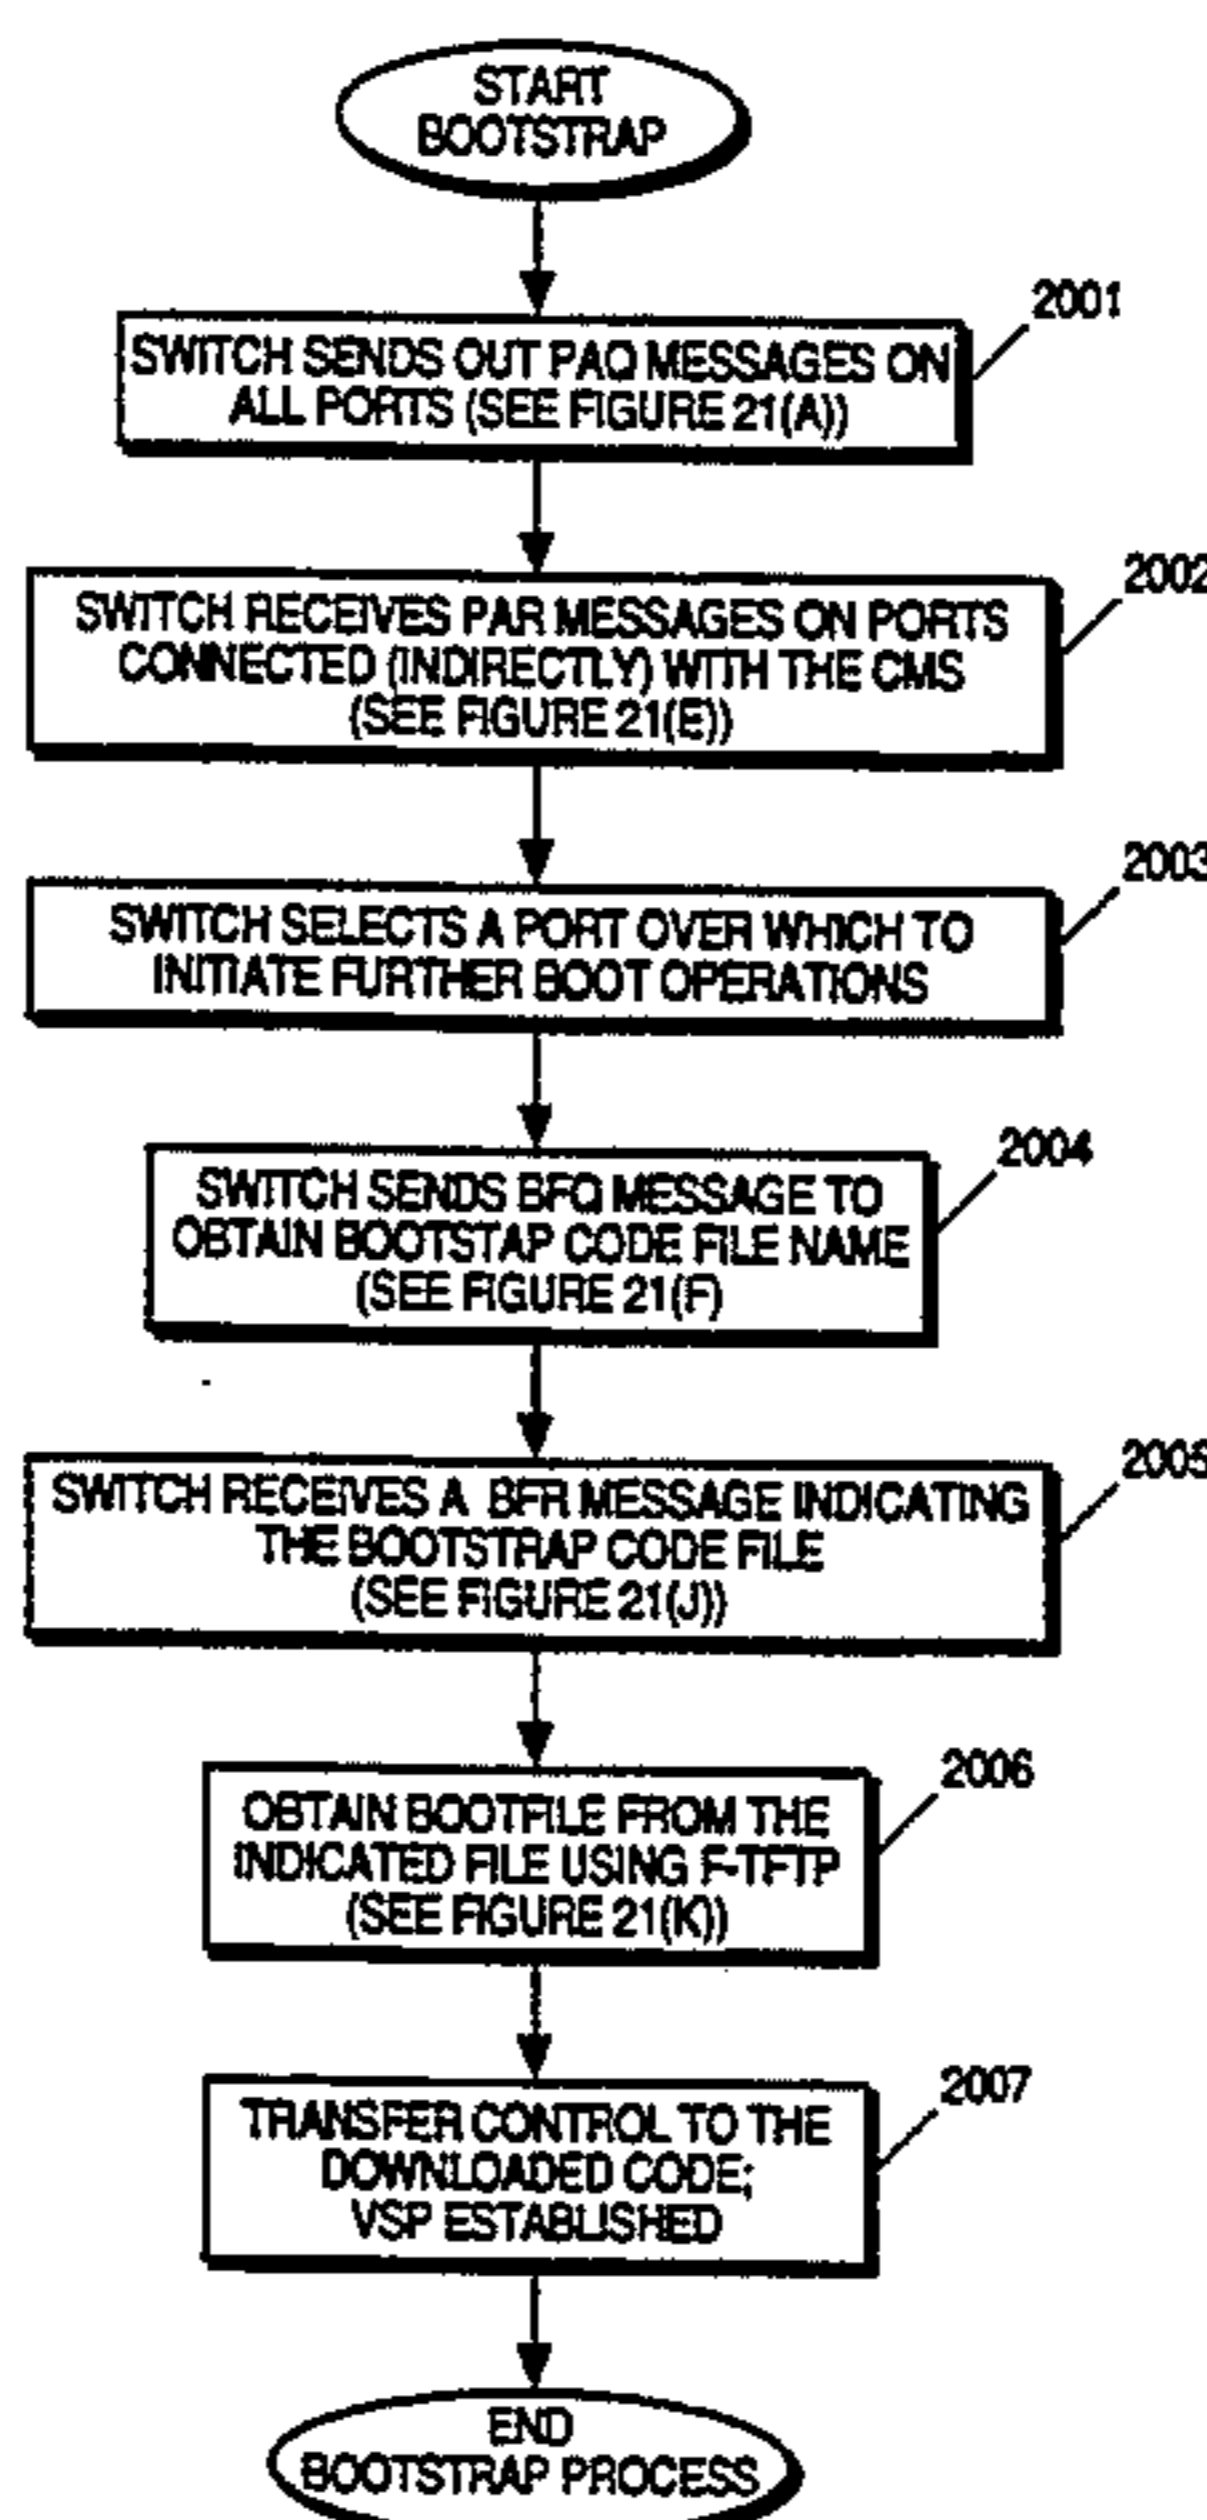 START
BOOTSTRAP
2001
SWITCH SENDS OUT PAQ MESSAGES ON
ALL PORTS (SEE FIGURE 21(A))
2002
SWITCH RECEIVES PAR MESSAGES ON PORTS
CONNECTED (INDIRECTLY) WITH THE CMS
(SEE FIGURE 21(E))
2003
SWITCH SELECTS A PORT OVER WHICH TO
INITIATE FURTHER BOOT OPERATIONS
2004
SWITCH SENDS BFQ MESSAGE TO
OBTAIN BOOTSTAP CODE FILE NAME
(SEE FIGURE 21(F)
2005
SWITCH RECEIVES A BFR MESSAGE INDICATING
THE BOOTSTRAP CODE FILE
(SEE FIGURE 21(J))
2006
OBTAIN BOOTFILE FROM THE
INDICATED FILE USING F-TFTP
(SEE FIGURE 21(K))
2007
TRANSFER CONTROL TO THE
DOWNLOADED CODE;
VSP ESTABLISHED
END
BOOTSTRAP PROCESS